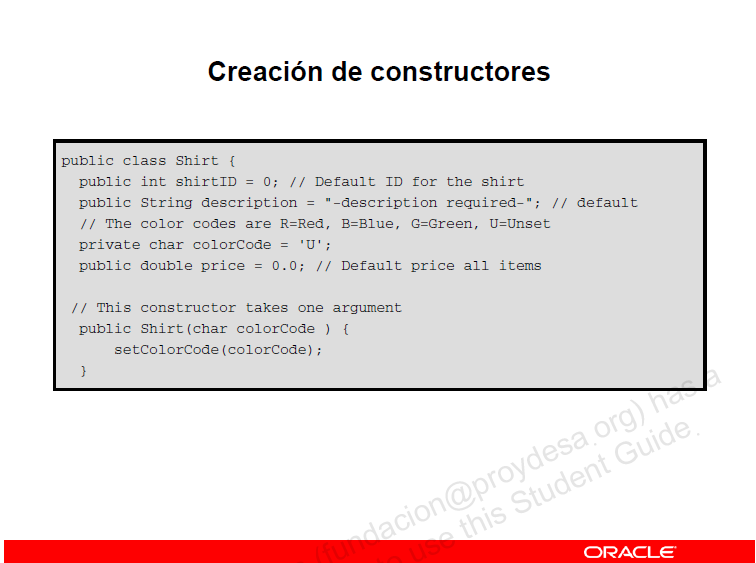 Creación de constructores
public class Shirt {
public int shirtID = 0; // Default ID for the shirt
public String description = "-description required-"; // default
// The color codes are R=Red, B=Blue, G=Green, U=Unset
private char colorCode = 'U';
public double price = 0.0; // Default price all items
// This constructor takes one argument
public Shirt(char colorCode ) {
setColorCode(colorCode);
}
(fundacion@proydesa.org) has a
use this Student Guide.
ORACLE